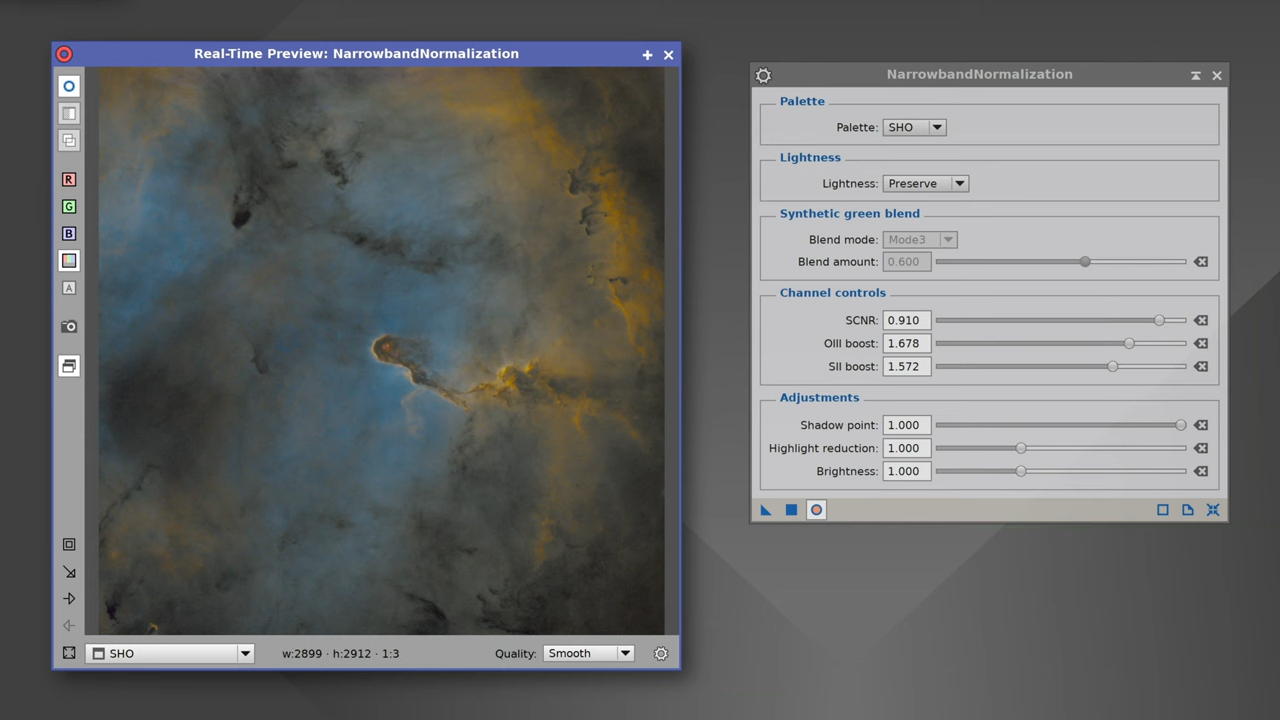 Real-Time Preview: NarrowbandNormalization
R
G
B
A
SHO
w:2899 · h:2912 · 1:3
Quality: Smooth
NarrowbandNormalization
Palette
Palette: SHO
Lightness
Lightness: Preserve
Synthetic green blend
Blend mode: Mode3
Blend amount: 0.600
Channel controls
SCNR: 0.910
OIII boost: 1.678
SII boost: 1.572
Adjustments
Shadow point: 1.000
Highlight reduction: 1.000
Brightness: 1.000